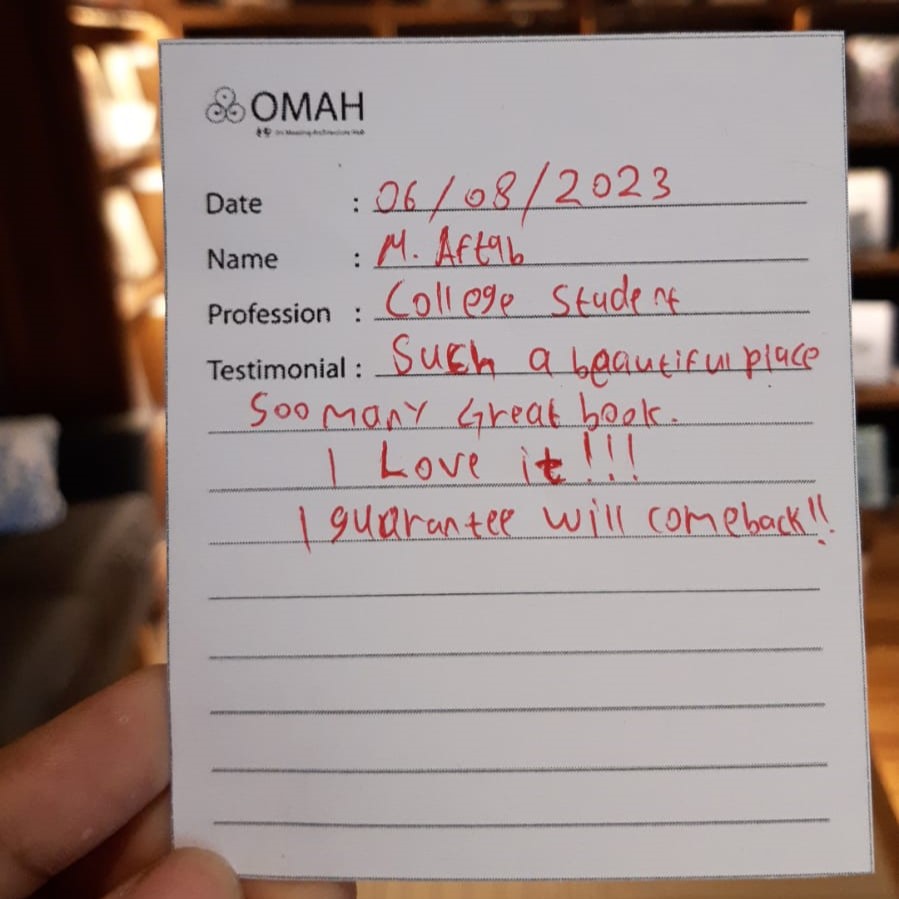 OMAH
Date : 06/08/2023
Name : M. Aftab
Profession : College Student
Testimonial : Such a beautiful place
Soo many Great book.
I Love it!!!
I guarantee will comeback!!